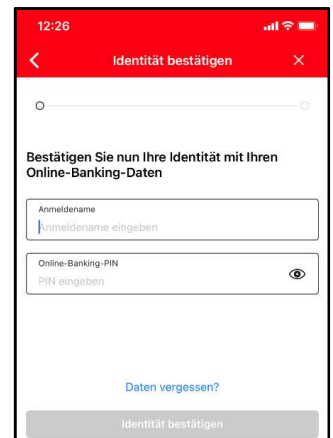 12:26
Identität bestätigen
Bestätigen Sie nun Ihre Identität mit Ihren
Online-Banking-Daten
Anmeldename
Anmeldename eingeben
Online-Banking-PIN
PIN eingeben
Daten vergessen?
Identität bestätigen